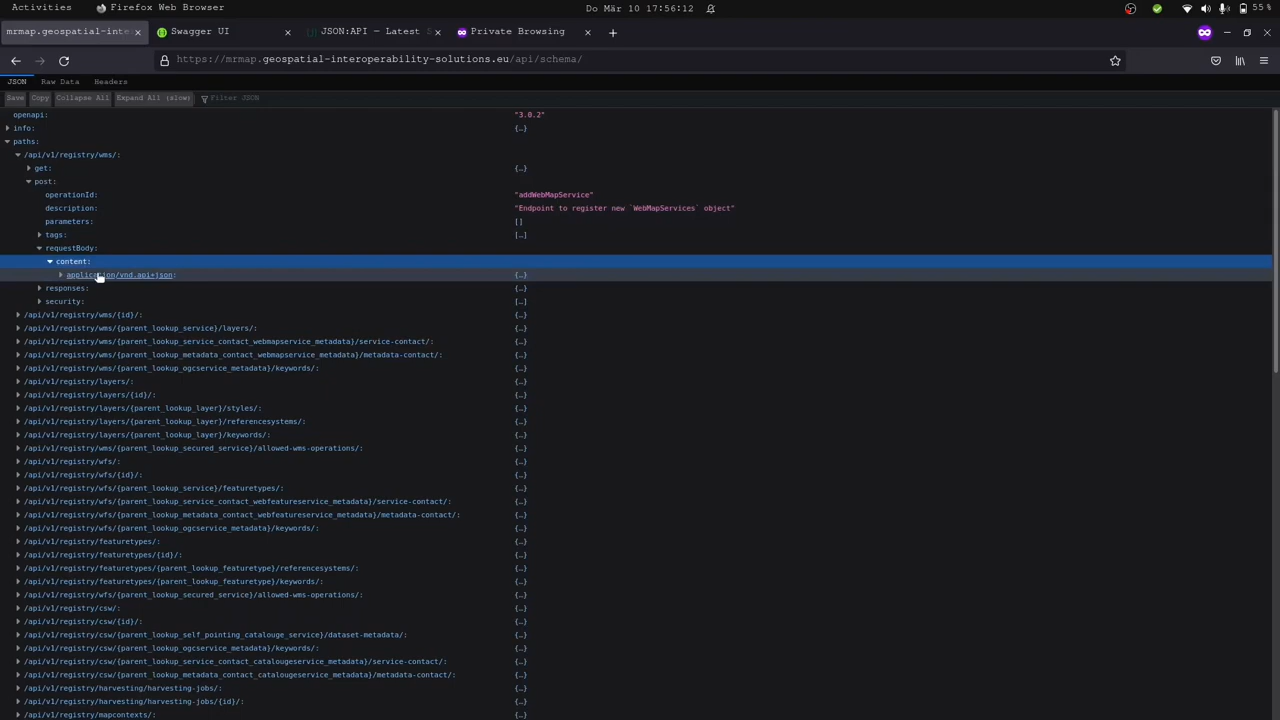 Activities Firefox Web Browser Do Mär 10 17:56:12 55 %
mrmap.geospatial-inte Swagger UI JSON:API — Latest S Private Browsing
https://mrmap.geospatial-interoperability-solutions.eu/api/schema/
JSON Raw Data Headers
Save Copy Collapse All Expand All (slow) Filter JSON
openapi: "3.0.2"
info: {…}
paths:
/api/v1/registry/wms/:
get: {…}
post:
operationId: "addWebMapService"
description: "Endpoint to register new `WebMapServices` object"
parameters: []
tags: […]
requestBody:
content:
application/vnd.api+json: {…}
responses: {…}
security: […]
/api/v1/registry/wms/{id}/: {…}
/api/v1/registry/wms/{parent_lookup_service}/layers/: {…}
/api/v1/registry/wms/{parent_lookup_service_contact_webmapservice_metadata}/service-contact/: {…}
/api/v1/registry/wms/{parent_lookup_metadata_contact_webmapservice_metadata}/metadata-contact/: {…}
/api/v1/registry/wms/{parent_lookup_ogcservice_metadata}/keywords/: {…}
/api/v1/registry/layers/: {…}
/api/v1/registry/layers/{id}/: {…}
/api/v1/registry/layers/{parent_lookup_layer}/styles/: {…}
/api/v1/registry/layers/{parent_lookup_layer}/referencesystems/: {…}
/api/v1/registry/layers/{parent_lookup_layer}/keywords/: {…}
/api/v1/registry/wms/{parent_lookup_secured_service}/allowed-wms-operations/: {…}
/api/v1/registry/wfs/: {…}
/api/v1/registry/wfs/{id}/: {…}
/api/v1/registry/wfs/{parent_lookup_service}/featuretypes/: {…}
/api/v1/registry/wfs/{parent_lookup_service_contact_webfeatureservice_metadata}/service-contact/: {…}
/api/v1/registry/wfs/{parent_lookup_metadata_contact_webfeatureservice_metadata}/metadata-contact/: {…}
/api/v1/registry/wfs/{parent_lookup_ogcservice_metadata}/keywords/: {…}
/api/v1/registry/featuretypes/: {…}
/api/v1/registry/featuretypes/{id}/: {…}
/api/v1/registry/featuretypes/{parent_lookup_featuretype}/referencesystems/: {…}
/api/v1/registry/featuretypes/{parent_lookup_featuretype}/keywords/: {…}
/api/v1/registry/wfs/{parent_lookup_secured_service}/allowed-wms-operations/: {…}
/api/v1/registry/csw/: {…}
/api/v1/registry/csw/{id}/: {…}
/api/v1/registry/csw/{parent_lookup_self_pointing_catalouge_service}/dataset-metadata/: {…}
/api/v1/registry/csw/{parent_lookup_ogcservice_metadata}/keywords/: {…}
/api/v1/registry/csw/{parent_lookup_service_contact_catalougeservice_metadata}/service-contact/: {…}
/api/v1/registry/csw/{parent_lookup_metadata_contact_catalougeservice_metadata}/metadata-contact/: {…}
/api/v1/registry/harvesting/harvesting-jobs/: {…}
/api/v1/registry/harvesting/harvesting-jobs/{id}/: {…}
/api/v1/registry/mapcontexts/: {…}